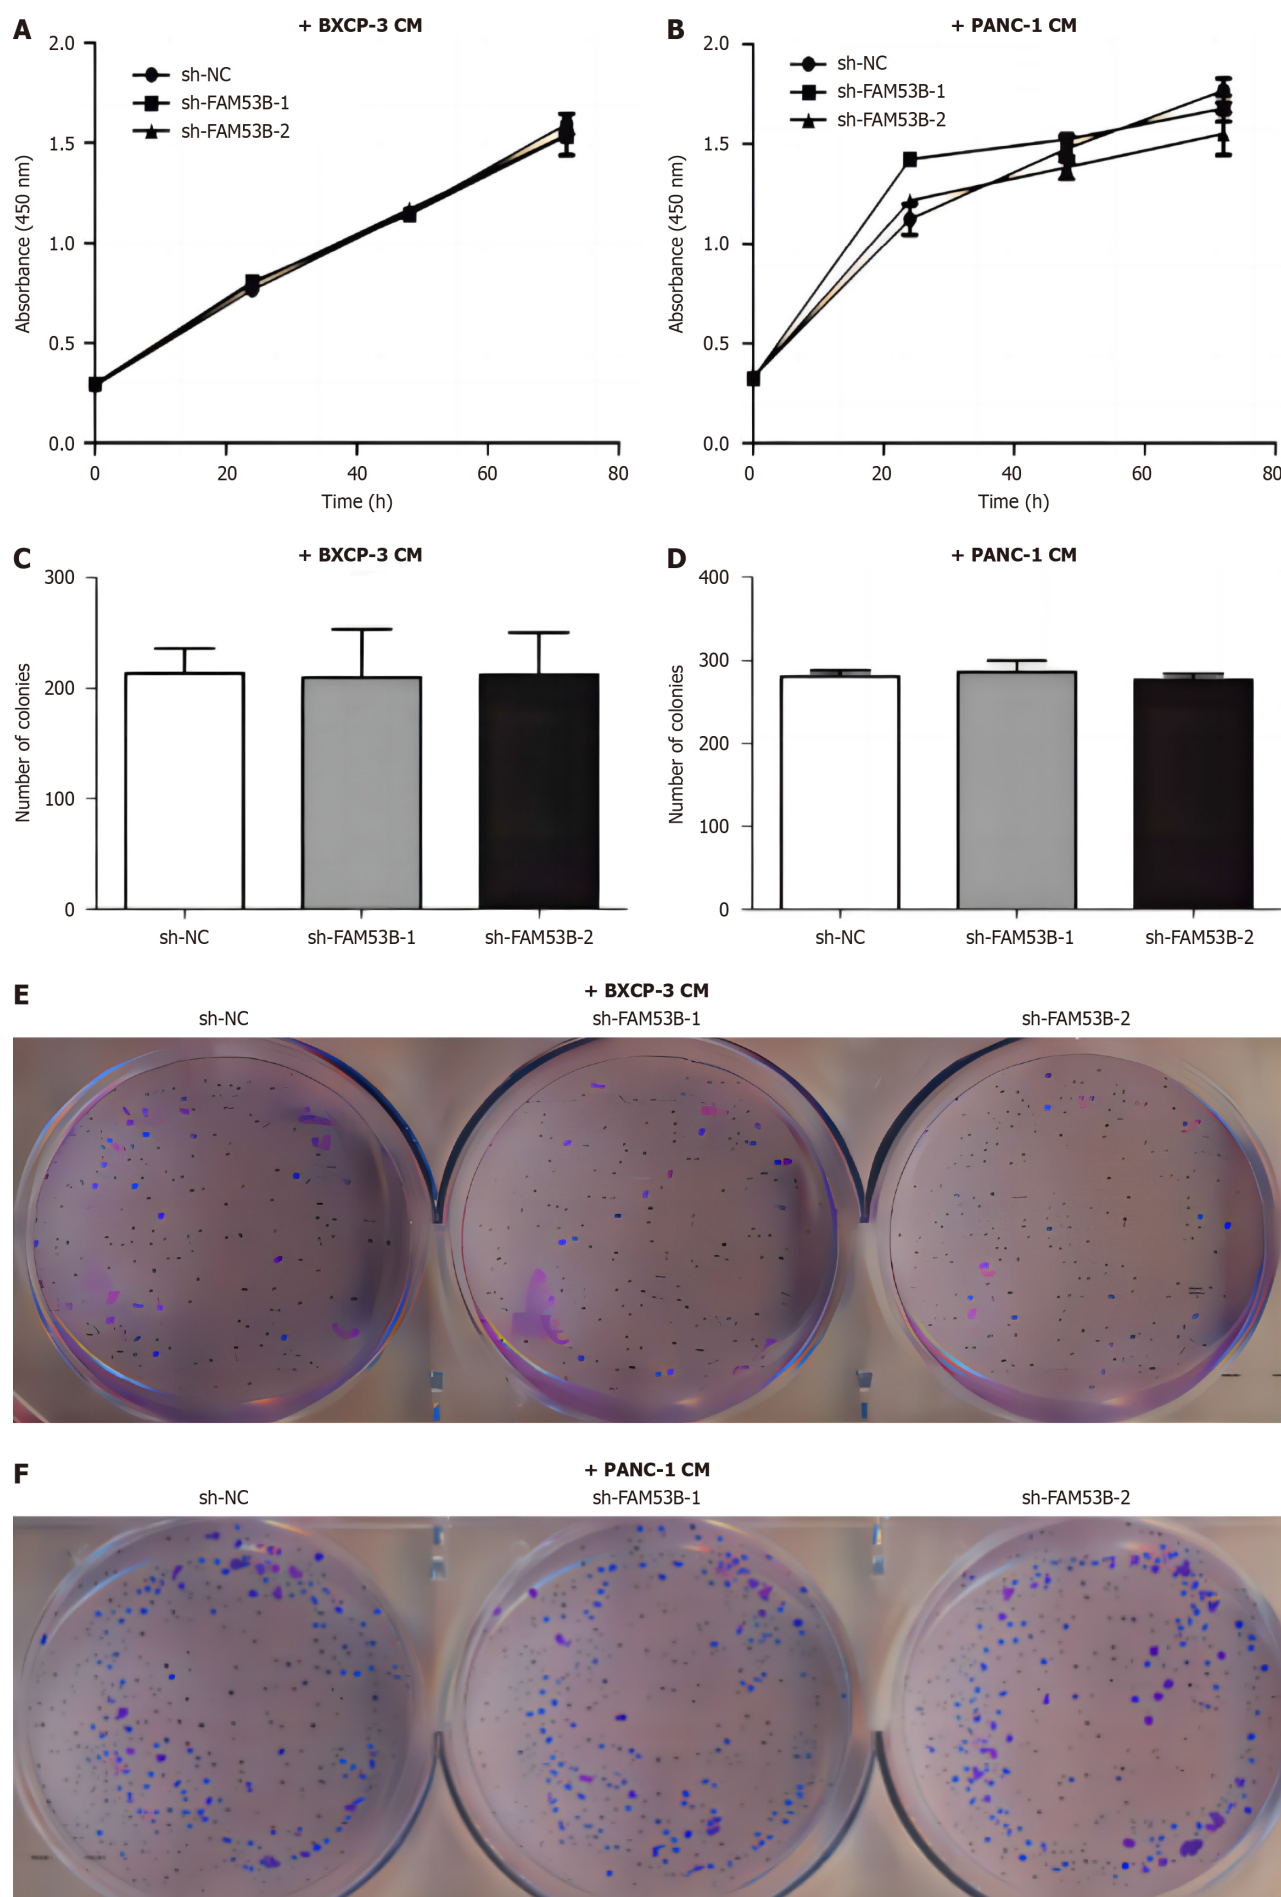 A
+ BXCP-3 CM
2.0
1.5
1.0
0.5
0.0
Absorbance (450 nm)
sh-NC
sh-FAM53B-1
sh-FAM53B-2
0 20 40 60 80
Time (h)
B
+ PANC-1 CM
2.0
1.5
1.0
0.5
0.0
Absorbance (450 nm)
sh-NC
sh-FAM53B-1
sh-FAM53B-2
0 20 40 60 80
Time (h)
C
+ BXCP-3 CM
300
200
100
0
Number of colonies
sh-NC sh-FAM53B-1 sh-FAM53B-2
D
+ PANC-1 CM
400
300
200
100
0
Number of colonies
sh-NC sh-FAM53B-1 sh-FAM53B-2
E
+ BXCP-3 CM
sh-NC sh-FAM53B-1 sh-FAM53B-2
F
+ PANC-1 CM
sh-NC sh-FAM53B-1 sh-FAM53B-2